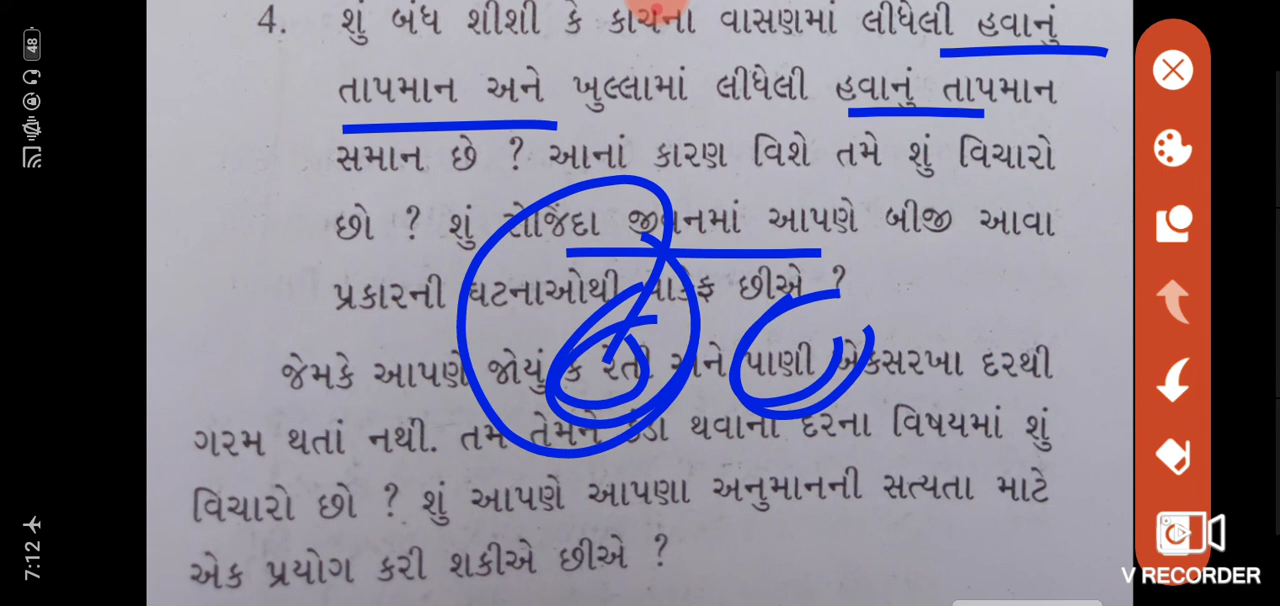 4. શું બંધ શીશી કે કાચના વાસણમાં લીધેલી હવાનું
તાપમાન અને ખુલ્લામાં લીધેલી હવાનું તાપમાન
સમાન છે ? આનાં કારણ વિશે તમે શું વિચારો
છો ? શું રોજિંદા જીવનમાં આપણે બીજી આવા
પ્રકારની ઘટનાઓથી વાકેફ છીએ ?
જેમકે આપણે જોયું કે રેતી અને પાણી એકસરખા દરથી
ગરમ થતાં નથી. તમે તેમને ઠંડા થવાના દરના વિષયમાં શું
વિચારો છો ? શું આપણે આપણા અનુમાનની સત્યતા માટે
એક પ્રયોગ કરી શકીએ છીએ ?
48
7:12
V RECORDER